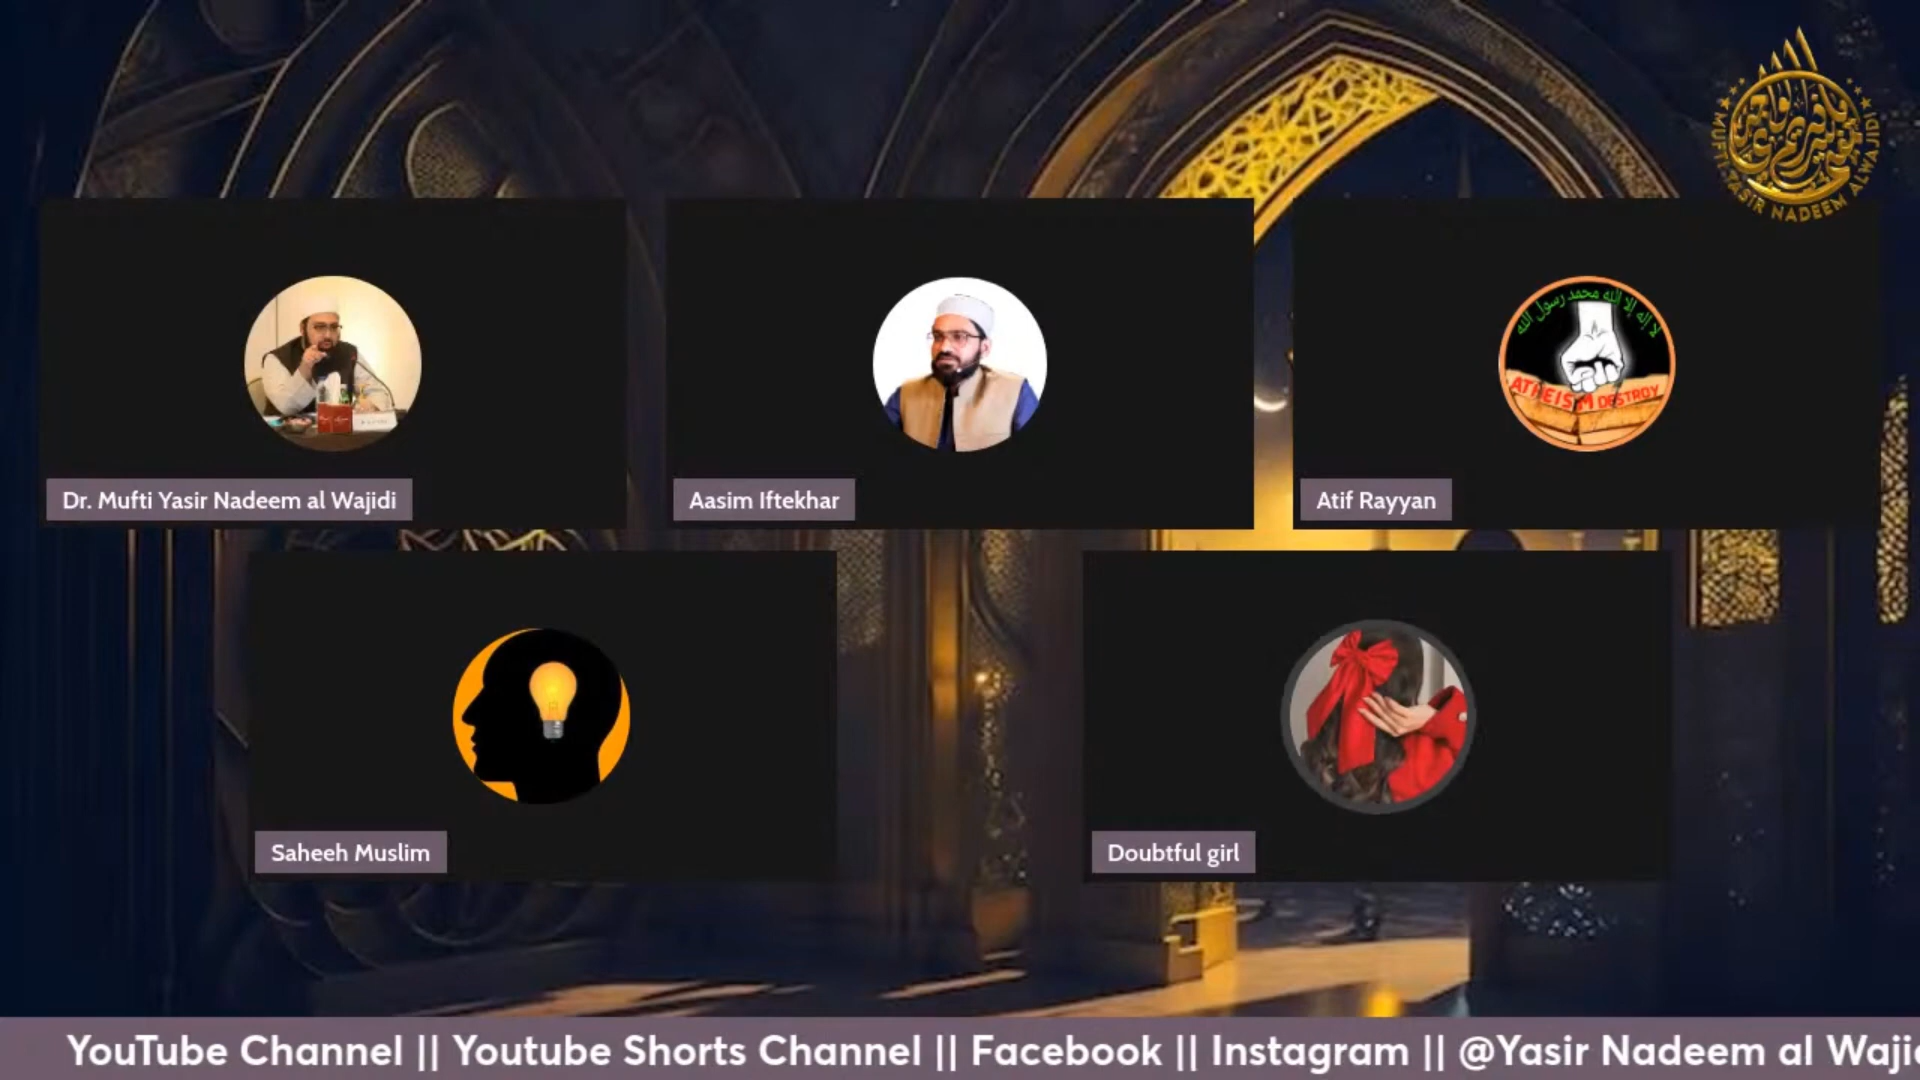 MUFTI YASIR NADEEM ALWAJIDI
لا إله إلا الله محمد رسول الله
ATHEISM DESTROY
Dr. Mufti Yasir Nadeem al Wajidi
Aasim Iftekhar
Atif Rayyan
Saheeh Muslim
Doubtful girl
YouTube Channel || Youtube Shorts Channel || Facebook || Instagram || @Yasir Nadeem al Waji